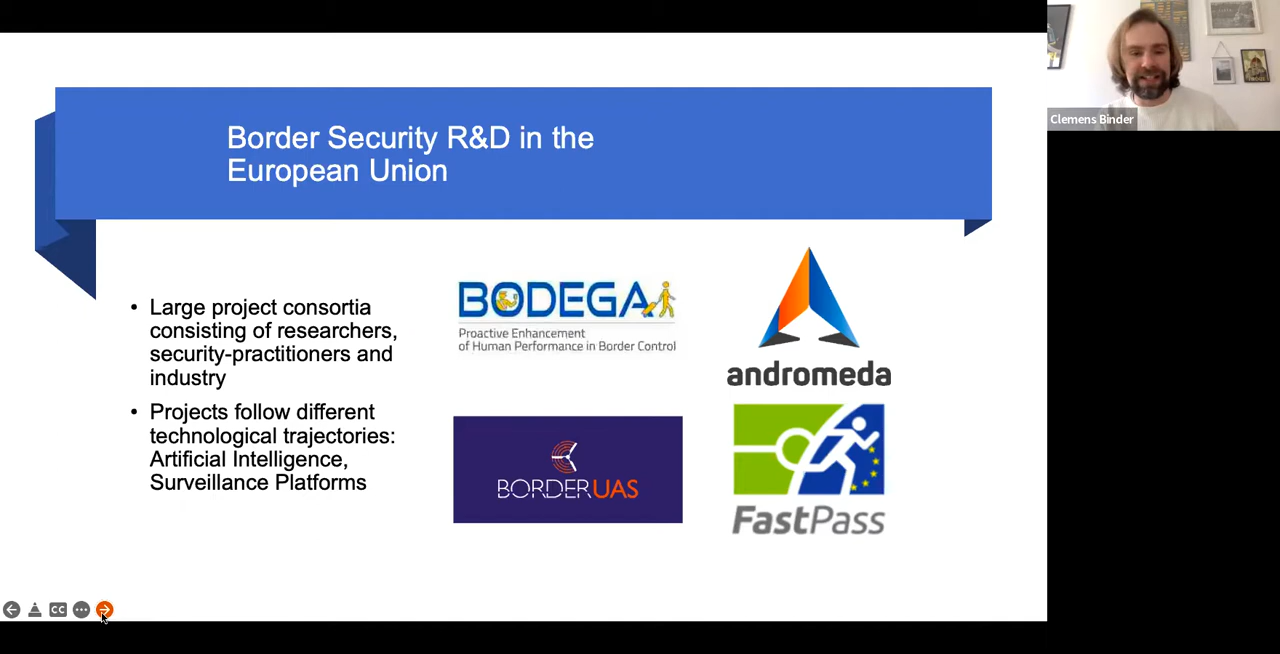 Border Security R&D in the
European Union
Clemens Binder
• Large project consortia
consisting of researchers,
security-practitioners and
industry
• Projects follow different
technological trajectories:
Artificial Intelligence,
Surveillance Platforms
BODEGA
Proactive Enhancement
of Human Performance in Border Control
andromeda
BORDERUAS
FastPass
CC